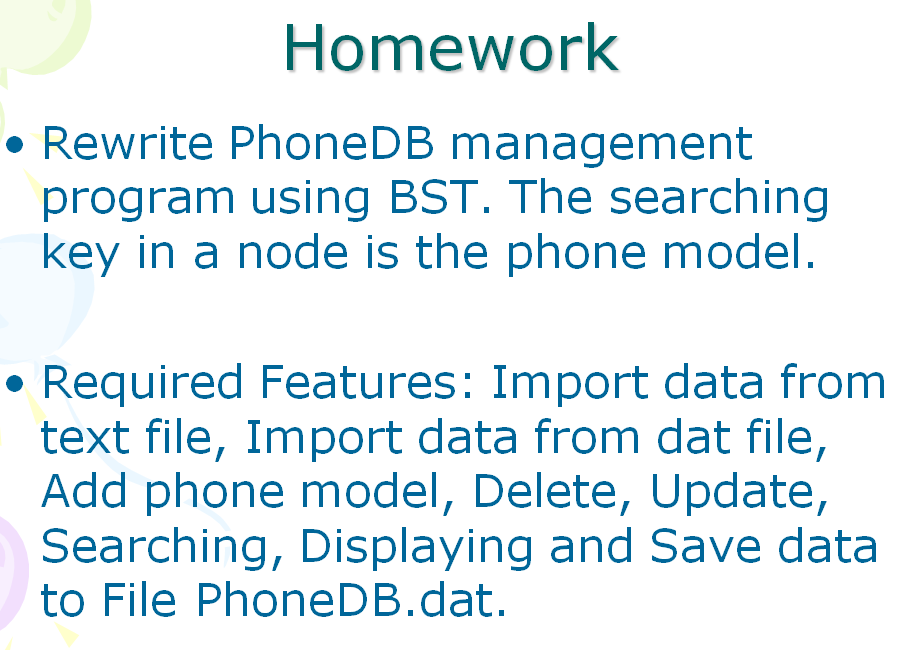 Homework
• Rewrite PhoneDB management
program using BST. The searching
key in a node is the phone model.
• Required Features: Import data from
text file, Import data from dat file,
Add phone model, Delete, Update,
Searching, Displaying and Save data
to File PhoneDB.dat.